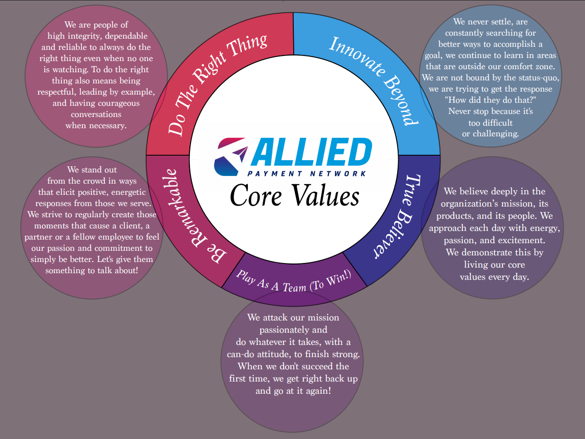 We are people of
high integrity, dependable
and reliable to always do the
right thing even when no one
is watching. To do the right
thing also means being
respectful, leading by example,
and having courageous
conversations
when necessary.
Do The Right Thing
Innovate Beyond
We never settle, are
constantly searching for
better ways to accomplish a
goal, we continue to learn in areas
that are outside our comfort zone.
We are not bound by the status-quo,
we are trying to get the response
"How did they do that?"
Never stop because it's
too difficult
or challenging.
ALLIED
PAYMENT NETWORK
Core Values
We stand out
from the crowd in ways
that elicit positive, energetic
responses from those we serve.
We strive to regularly create those
moments that cause a client, a
partner or a fellow employee to feel
our passion and commitment to
simply be better. Let's give them
something to talk about!
Be Remarkable
True Believer
We believe deeply in the
organization's mission, its
products, and its people. We
approach each day with energy,
passion, and excitement.
We demonstrate this by
living our core
values every day.
Play As A Team (To Win!)
We attack our mission
passionately and
do whatever it takes, with a
can-do attitude, to finish strong.
When we don't succeed the
first time, we get right back up
and go at it again!